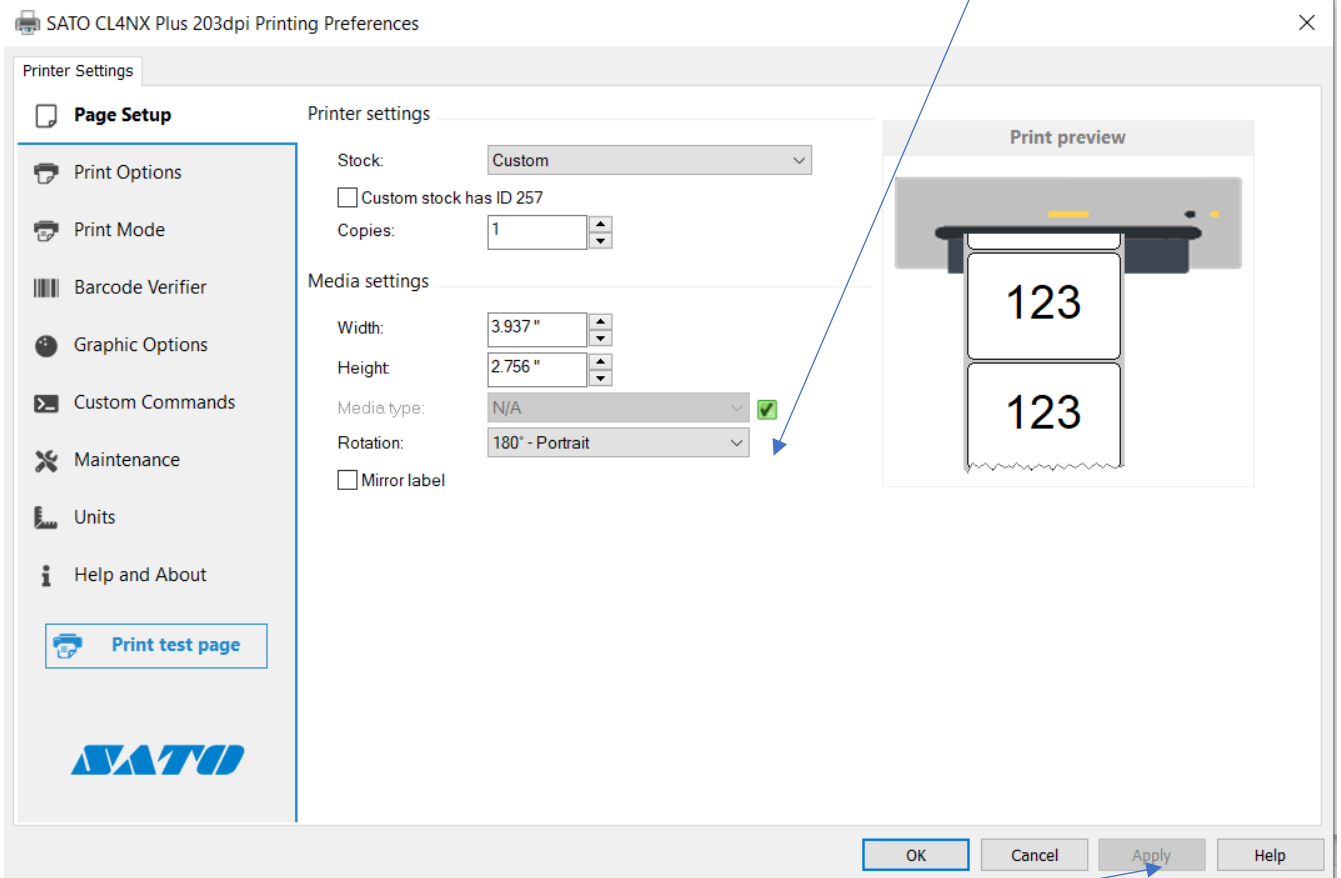 SATO CL4NX Plus 203dpi Printing Preferences
Printer Settings
Page Setup
Print Options
Print Mode
Barcode Verifier
Graphic Options
Custom Commands
Maintenance
Units
Help and About
Print test page
SATO
Printer settings
Stock: Custom
Custom stock has ID 257
Copies: 1
Media settings
Width: 3.937 "
Height: 2.756 "
Media type: N/A
Rotation: 180° - Portrait
Mirror label
Print preview
123
123
OK Cancel Apply Help